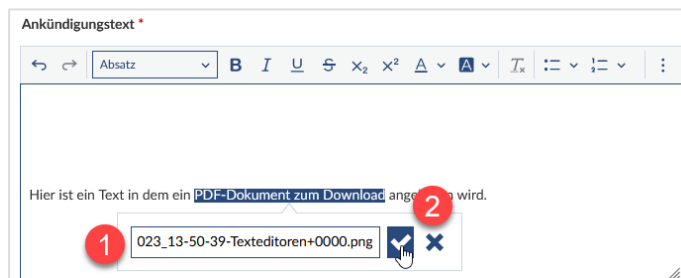 Ankündigungstext *
Absatz B I U S X₂ X² A A Tx
Hier ist ein Text in dem ein PDF-Dokument zum Download wird.
2
1 023_13-50-39-Texteditoren+0000.png